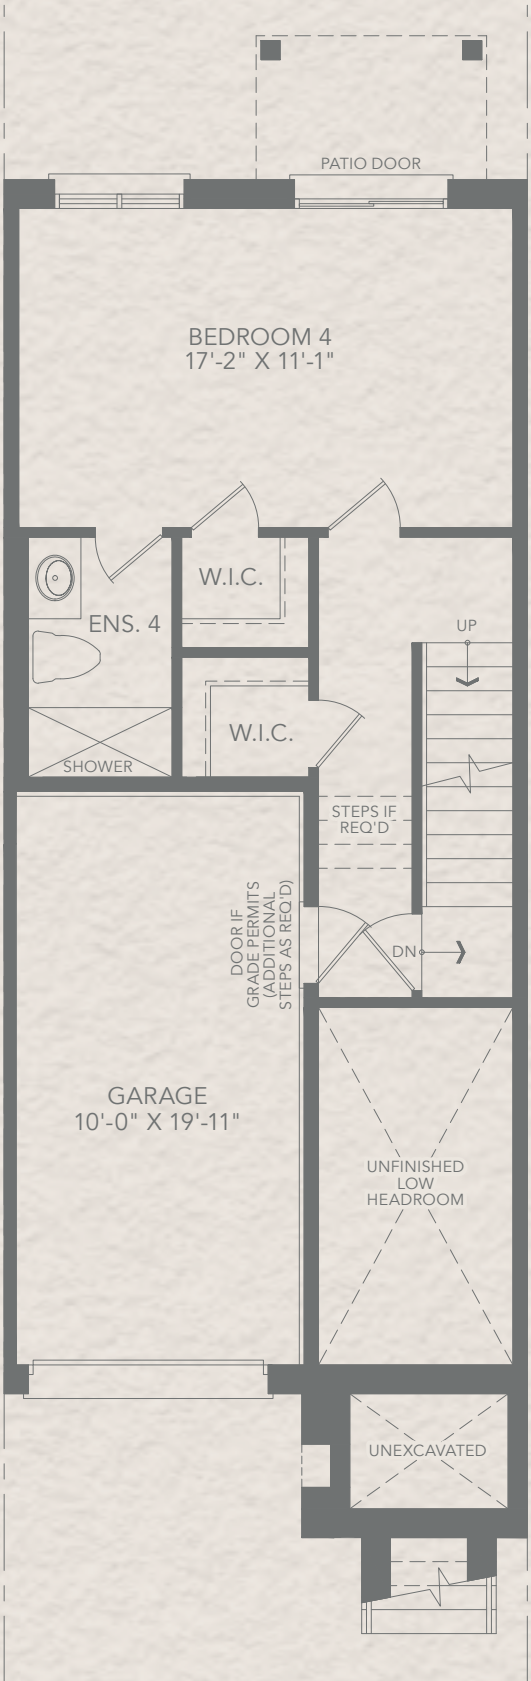 PATIO DOOR
BEDROOM 4
17'-2" X 11'-1"
W.I.C.
ENS. 4
UP
W.I.C.
SHOWER
STEPS IF
REQ'D
DOOR IF
GRADE PERMITS
(ADDITIONAL
STEPS AS REQ'D)
DN
GARAGE
10'-0" X 19'-11"
UNFINISHED
LOW
HEADROOM
UNEXCAVATED